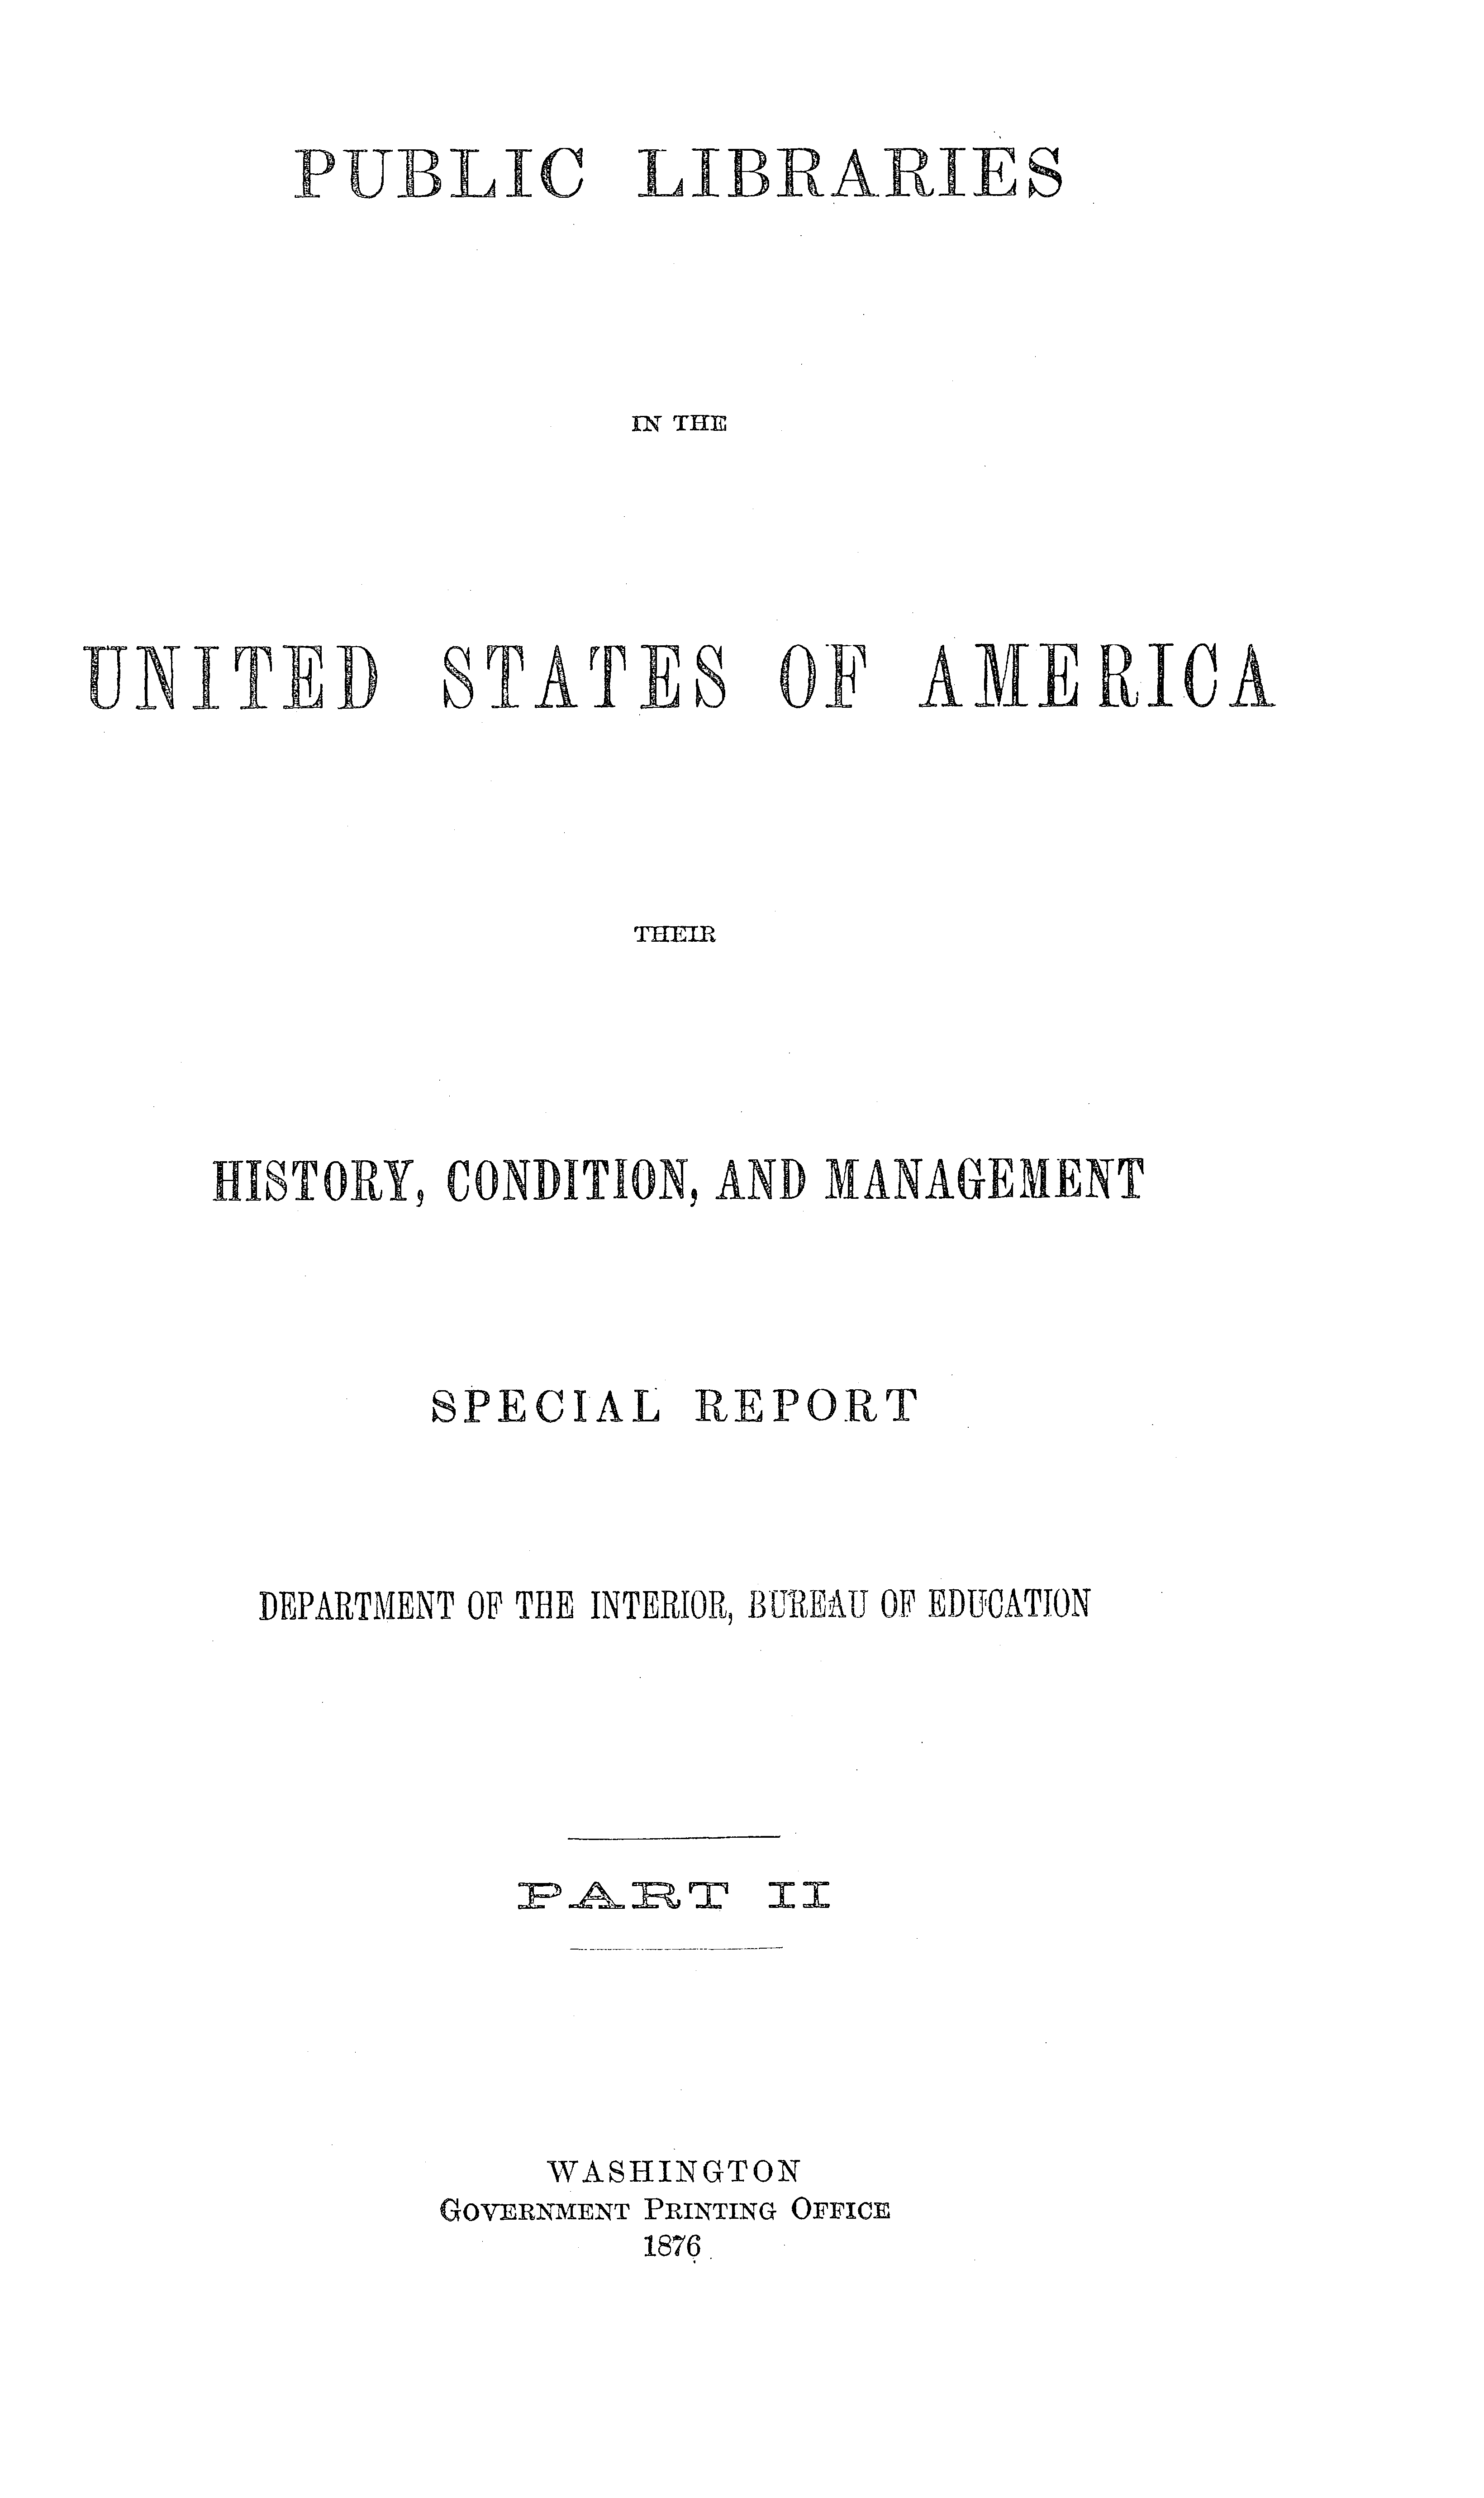 PUBLIC LIBRARIES
IN THE
UNITED STATES OF AMERICA
THEIR
HISTORY, CONDITION, AND MANAGEMENT
SPECIAL REPORT
DEPARTMENT OF THE INTERIOR, BUREAU OF EDUCATION
PART II
WASHINGTON
GOVERNMENT PRINTING OFFICE
1876